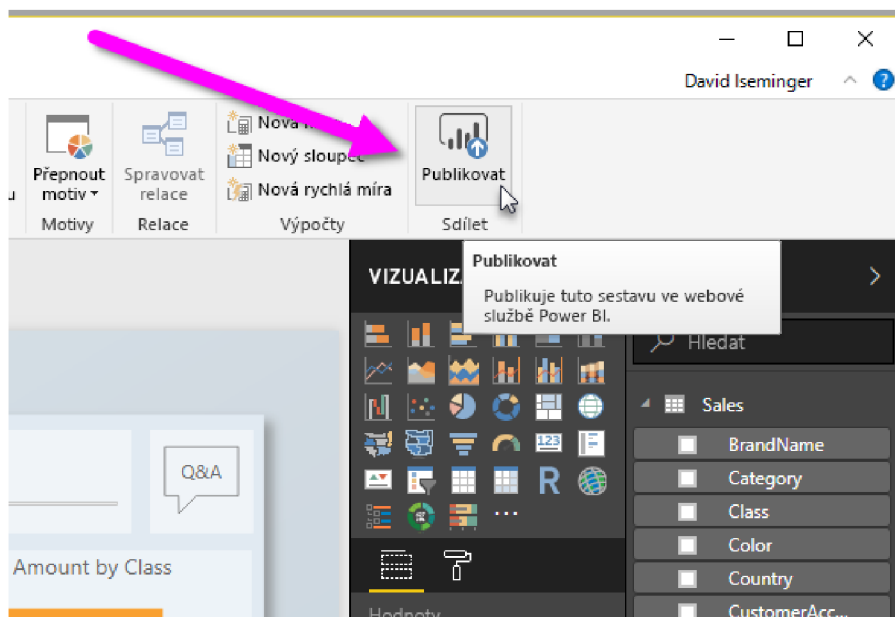 David Iseminger
Přepnout
motiv
Motivy
Spravovat
relace
Relace
Nová
Nový sloupec
Nová rychlá míra
Výpočty
Publikovat
Sdílet
Publikovat
Publikuje tuto sestavu ve webové
službě Power BI.
VIZUALIZ
Hledat
Sales
BrandName
Category
Class
Color
Country
CustomerAcc...
123
R
Q&A
Amount by Class
Hodnoty